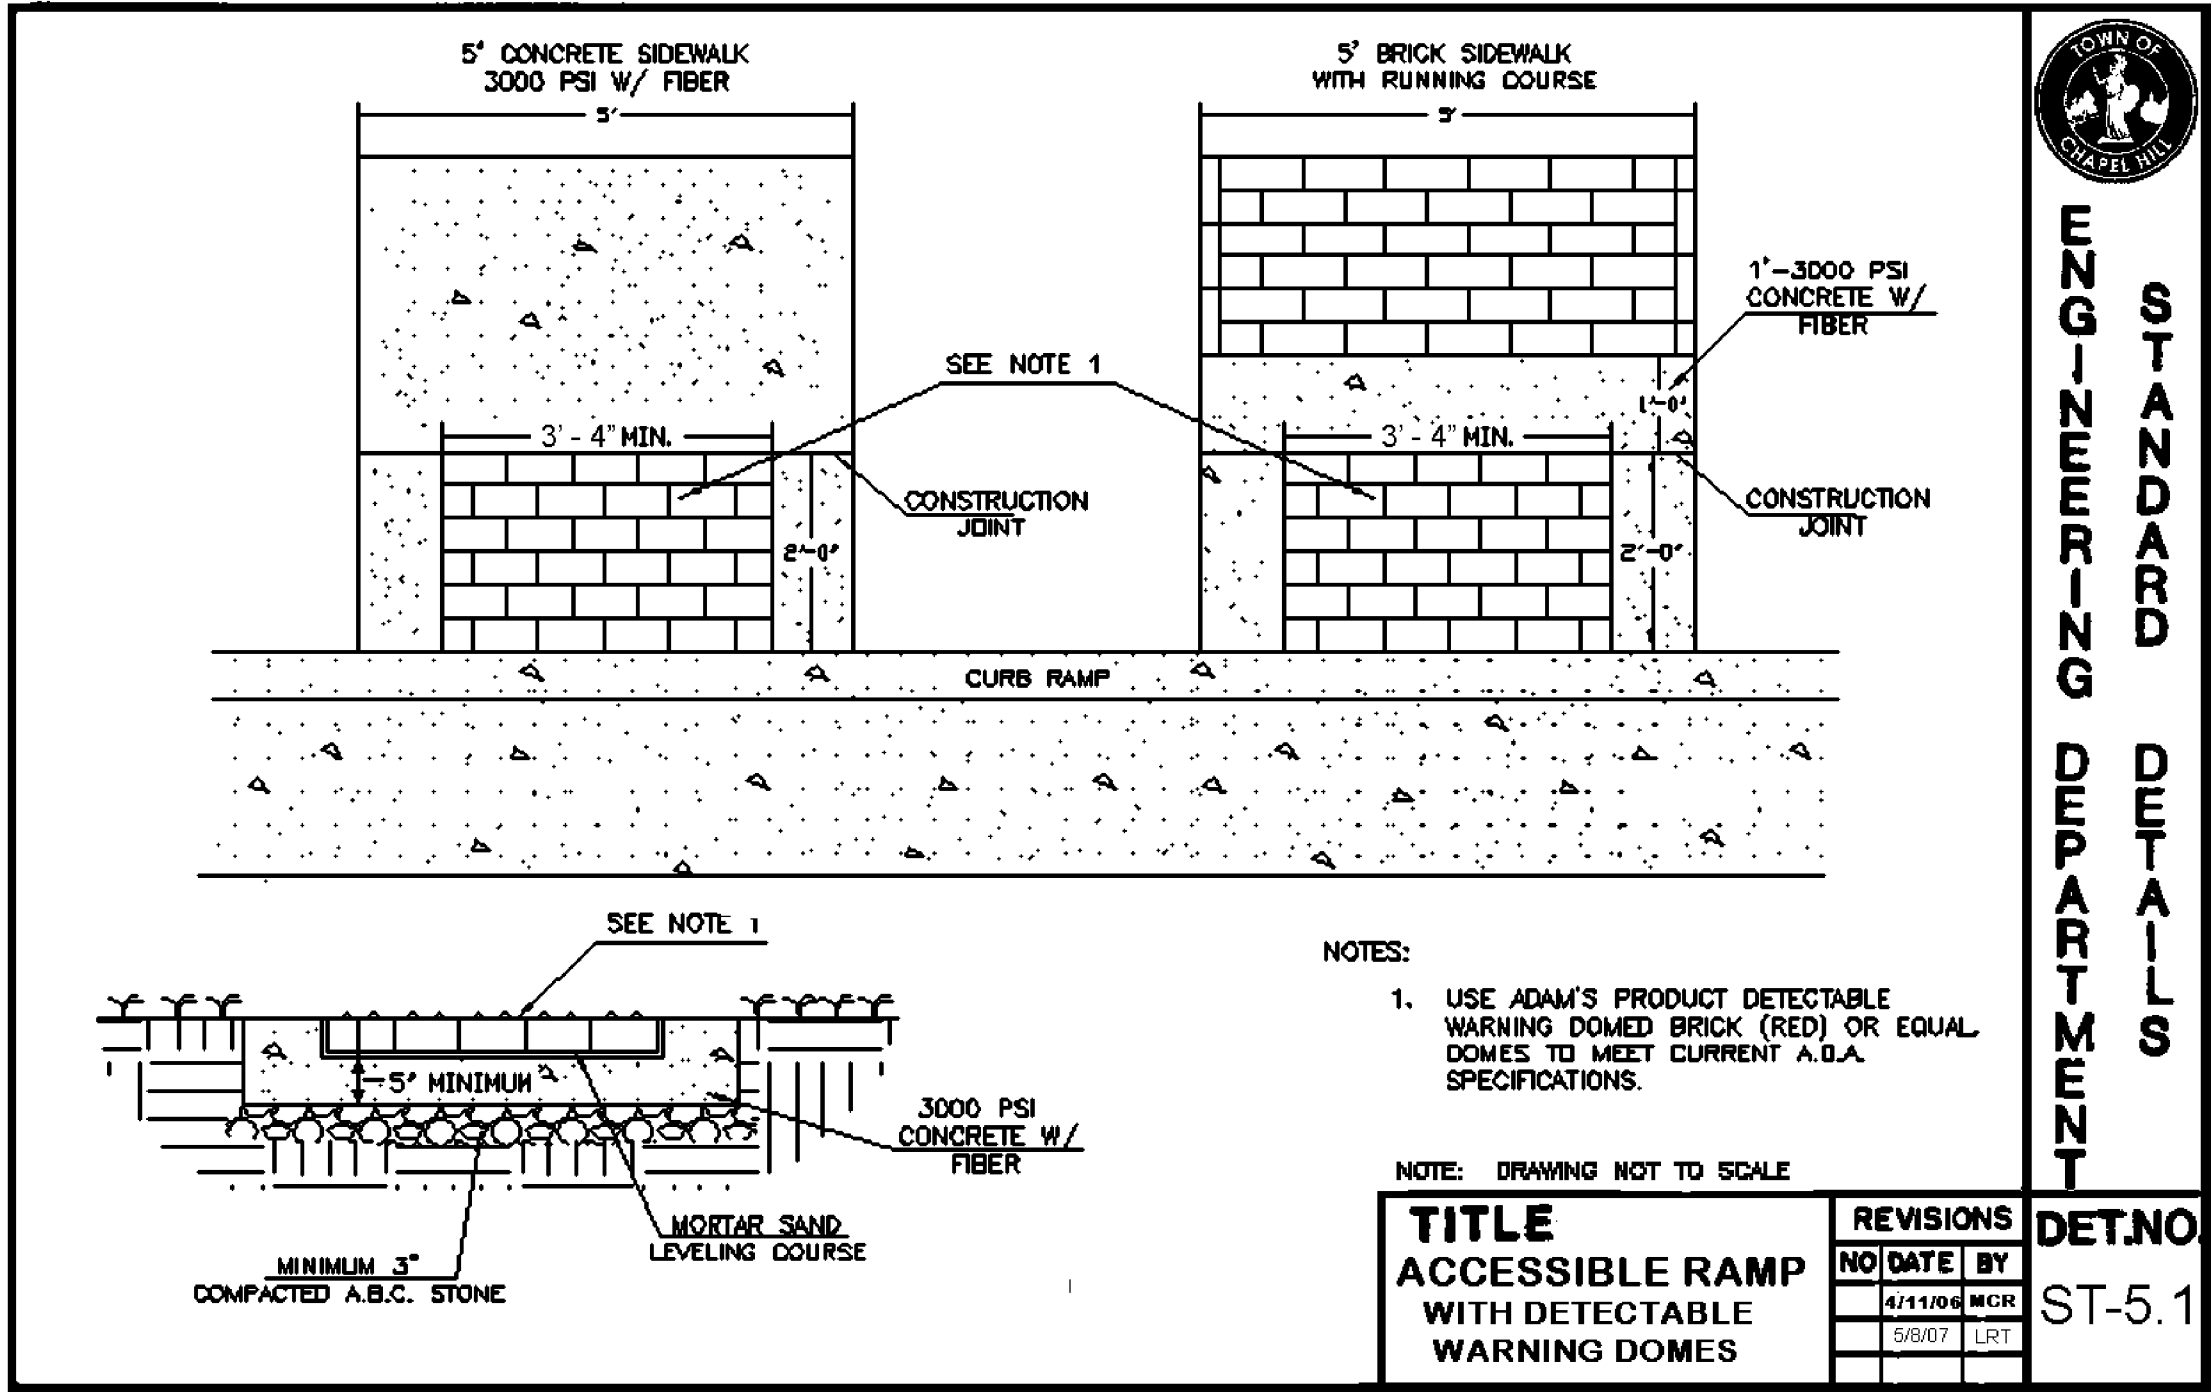 5' CONCRETE SIDEWALK
3000 PSI W/ FIBER
5'
5' BRICK SIDEWALK
WITH RUNNING COURSE
5'
1'-3000 PSI
CONCRETE W/
FIBER
SEE NOTE 1
1'-0"
3' - 4" MIN.
3' - 4" MIN.
CONSTRUCTION
JOINT
CONSTRUCTION
JOINT
2'-0"
2'-0"
CURB RAMP
SEE NOTE 1
5" MINIMUM
3000 PSI
CONCRETE W/
FIBER
MORTAR SAND
LEVELING COURSE
MINIMUM 3"
COMPACTED A.B.C. STONE
NOTES:
1. USE ADAM'S PRODUCT DETECTABLE
WARNING DOMED BRICK (RED) OR EQUAL
DOMES TO MEET CURRENT A.D.A.
SPECIFICATIONS.
NOTE: DRAWING NOT TO SCALE
TITLE
ACCESSIBLE RAMP
WITH DETECTABLE
WARNING DOMES
REVISIONS
NO DATE BY
4/11/06 MCR
5/8/07 LRT
TOWN OF
CHAPEL HILL
ENGINEERING DEPARTMENT
STANDARD DETAILS
DET.NO.
ST-5.1